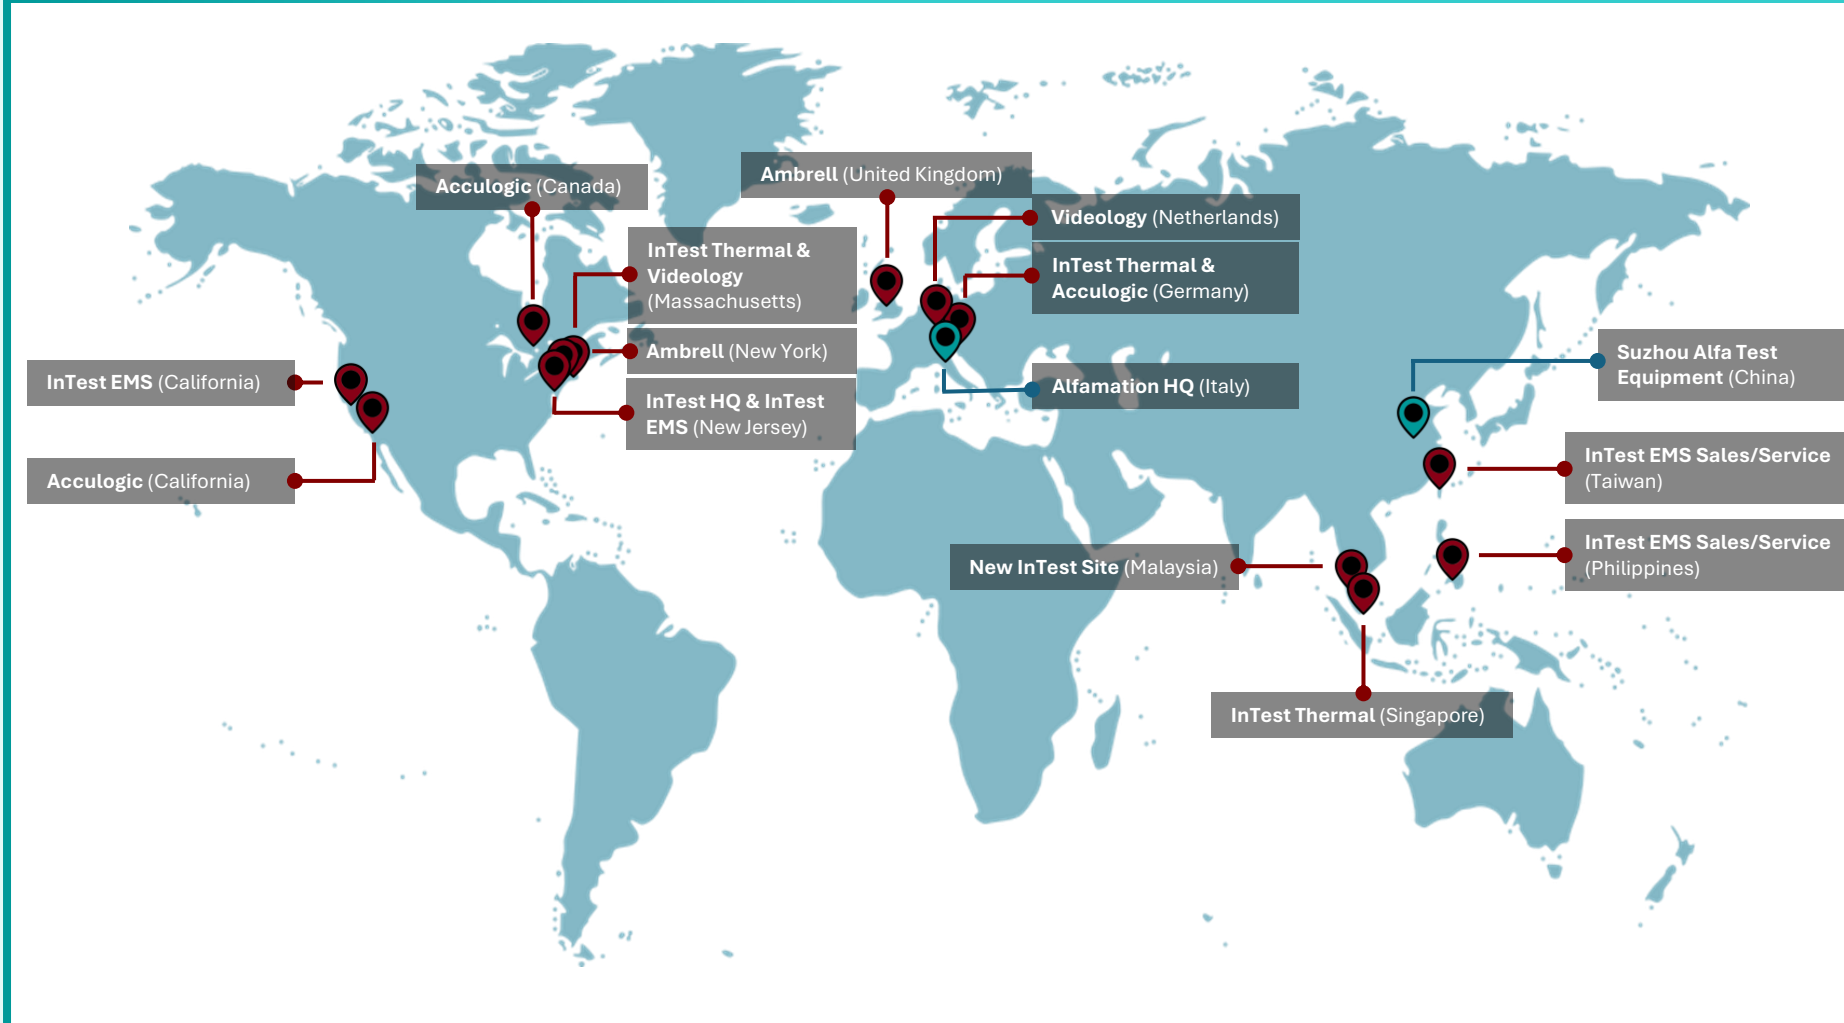 Acculogic (Canada)
Ambrell (United Kingdom)
Videology (Netherlands)
InTest Thermal &
Videology
(Massachusetts)
InTest Thermal &
Acculogic (Germany)
Ambrell (New York)
InTest EMS (California)
InTest HQ & InTest
EMS (New Jersey)
Alfamation HQ (Italy)
Suzhou Alfa Test
Equipment (China)
Acculogic (California)
InTest EMS Sales/Service
(Taiwan)
New InTest Site (Malaysia)
InTest EMS Sales/Service
(Philippines)
InTest Thermal (Singapore)